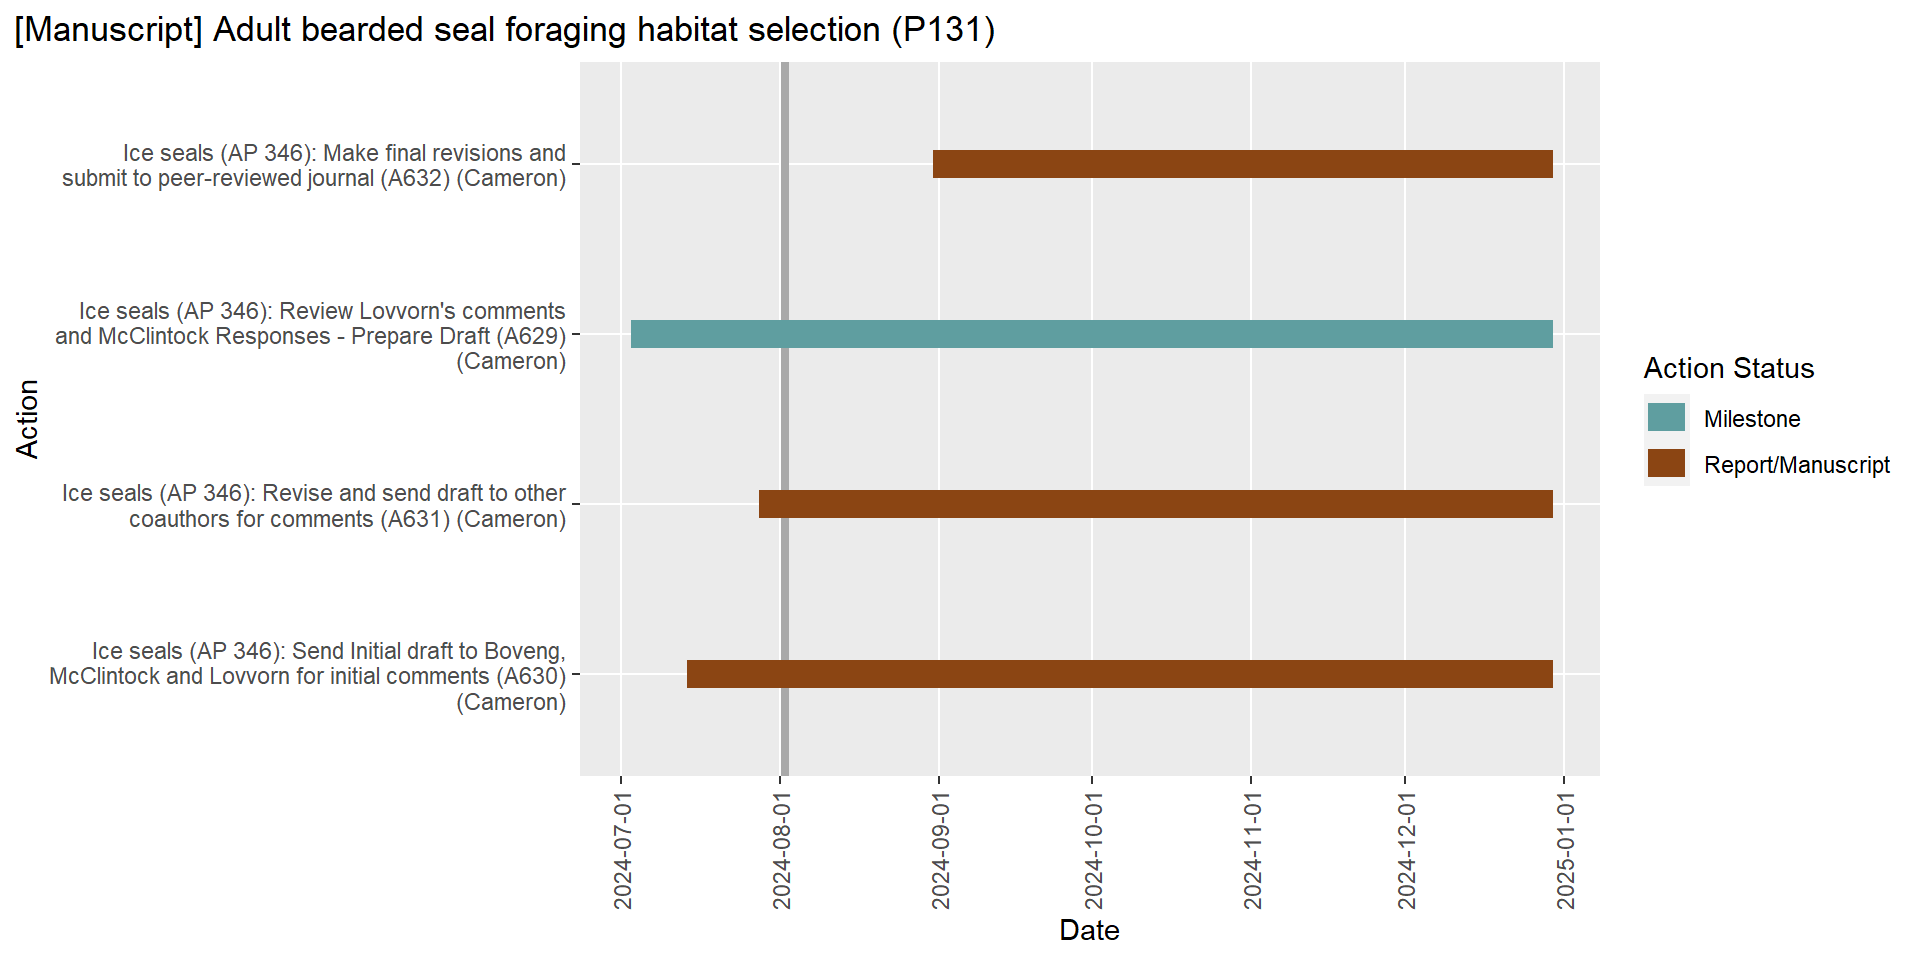 [Manuscript] Adult bearded seal foraging habitat selection (P131)
Ice seals (AP 346): Make final revisions and
submit to peer-reviewed journal (A632) (Cameron)
Ice seals (AP 346): Review Lovvorn's comments
and McClintock Responses - Prepare Draft (A629)
(Cameron)
Ice seals (AP 346): Revise and send draft to other
coauthors for comments (A631) (Cameron)
Ice seals (AP 346): Send Initial draft to Boveng,
McClintock and Lovvorn for initial comments (A630)
(Cameron)
Action
2024-07-01
2024-08-01
2024-09-01
2024-10-01
2024-11-01
2024-12-01
2025-01-01
Date
Action Status
Milestone
Report/Manuscript